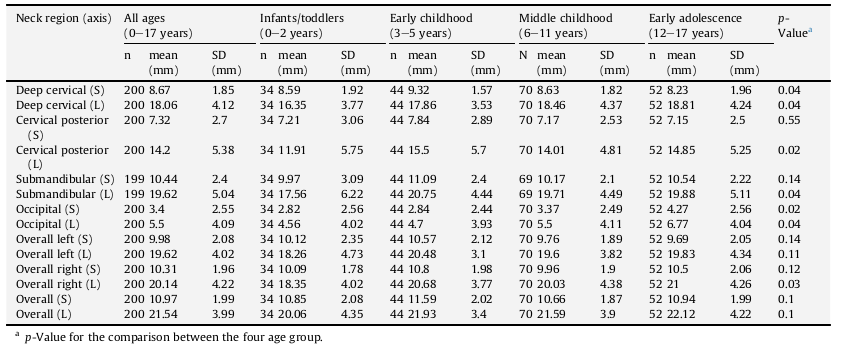 Neck region (axis) All ages Infants/toddlers Early childhood Middle childhood Early adolescence p-
(0–17 years) (0–2 years) (3–5 years) (6–11 years) (12–17 years) Valueᵃ
n mean SD n mean SD n mean SD N mean SD n mean SD
(mm) (mm) (mm) (mm) (mm) (mm) (mm) (mm) (mm) (mm)
Deep cervical (S) 200 8.67 1.85 34 8.59 1.92 44 9.32 1.57 70 8.63 1.82 52 8.23 1.96 0.04
Deep cervical (L) 200 18.06 4.12 34 16.35 3.77 44 17.86 3.53 70 18.46 4.37 52 18.81 4.24 0.04
Cervical posterior 200 7.32 2.7 34 7.21 3.06 44 7.84 2.89 70 7.17 2.53 52 7.15 2.5 0.55
(S)
Cervical posterior 200 14.2 5.38 34 11.91 5.75 44 15.5 5.7 70 14.01 4.81 52 14.85 5.25 0.02
(L)
Submandibular (S) 199 10.44 2.4 34 9.97 3.09 44 11.09 2.4 69 10.17 2.1 52 10.54 2.22 0.14
Submandibular (L) 199 19.62 5.04 34 17.56 6.22 44 20.75 4.44 69 19.71 4.49 52 19.88 5.11 0.04
Occipital (S) 200 3.4 2.55 34 2.82 2.56 44 2.84 2.44 70 3.37 2.49 52 4.27 2.56 0.02
Occipital (L) 200 5.5 4.09 34 4.56 4.02 44 4.7 3.93 70 5.5 4.11 52 6.77 4.04 0.04
Overall left (S) 200 9.98 2.08 34 10.12 2.35 44 10.57 2.12 70 9.76 1.89 52 9.69 2.05 0.14
Overall left (L) 200 19.62 4.02 34 18.26 4.73 44 20.48 3.1 70 19.6 3.82 52 19.83 4.34 0.11
Overall right (S) 200 10.31 1.96 34 10.09 1.78 44 10.8 1.98 70 9.96 1.9 52 10.5 2.06 0.12
Overall right (L) 200 20.14 4.22 34 18.35 4.02 44 20.68 3.77 70 20.03 4.38 52 21 4.26 0.03
Overall (S) 200 10.97 1.99 34 10.85 2.08 44 11.59 2.02 70 10.66 1.87 52 10.94 1.99 0.1
Overall (L) 200 21.54 3.99 34 20.06 4.35 44 21.93 3.4 70 21.59 3.9 52 22.12 4.22 0.1
ᵃ p-Value for the comparison between the four age group.